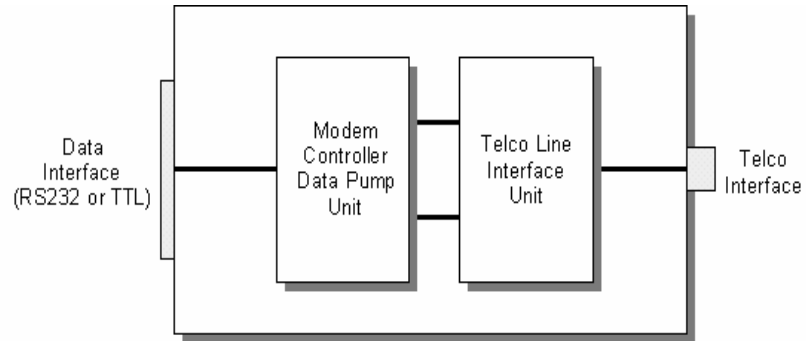 Data
Interface
(RS232 or TTL)
Modem
Controller
Data Pump
Unit
Telco Line
Interface
Unit
Telco
Interface